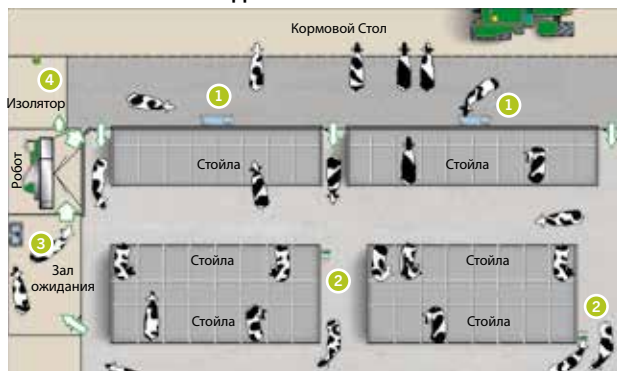 Кормовой Стол
4
1
1
Изолятор
Стойла
Стойла
Робот
3
Зал
ожидания
Стойла
Стойла
2
2
Стойла
Стойла